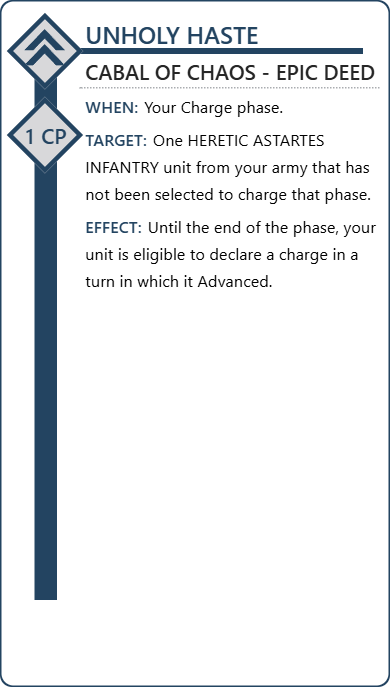 UNHOLY HASTE
CABAL OF CHAOS - EPIC DEED
1 CP
WHEN: Your Charge phase.
TARGET: One HERETIC ASTARTES
INFANTRY unit from your army that has
not been selected to charge that phase.
EFFECT: Until the end of the phase, your
unit is eligible to declare a charge in a
turn in which it Advanced.